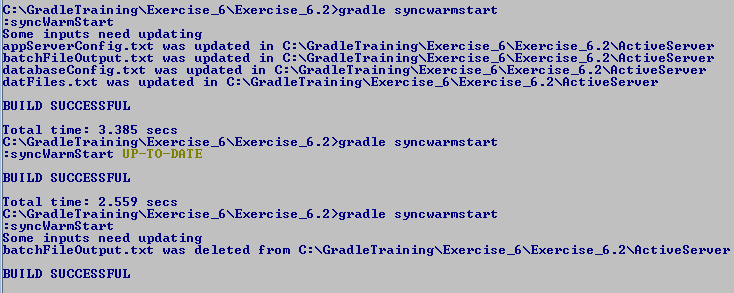 C:\GradleTraining\Exercise_6\Exercise_6.2>gradle syncwarmstart
:syncWarmStart
Some inputs need updating
appServerConfig.txt was updated in C:\GradleTraining\Exercise_6\Exercise_6.2\ActiveServer
batchFileOutput.txt was updated in C:\GradleTraining\Exercise_6\Exercise_6.2\ActiveServer
databaseConfig.txt was updated in C:\GradleTraining\Exercise_6\Exercise_6.2\ActiveServer
datFiles.txt was updated in C:\GradleTraining\Exercise_6\Exercise_6.2\ActiveServer
BUILD SUCCESSFUL
Total time: 3.385 secs
C:\GradleTraining\Exercise_6\Exercise_6.2>gradle syncwarmstart
:syncWarmStart UP-TO-DATE
BUILD SUCCESSFUL
Total time: 2.559 secs
C:\GradleTraining\Exercise_6\Exercise_6.2>gradle syncwarmstart
:syncWarmStart
Some inputs need updating
batchFileOutput.txt was deleted from C:\GradleTraining\Exercise_6\Exercise_6.2\ActiveServer
BUILD SUCCESSFUL